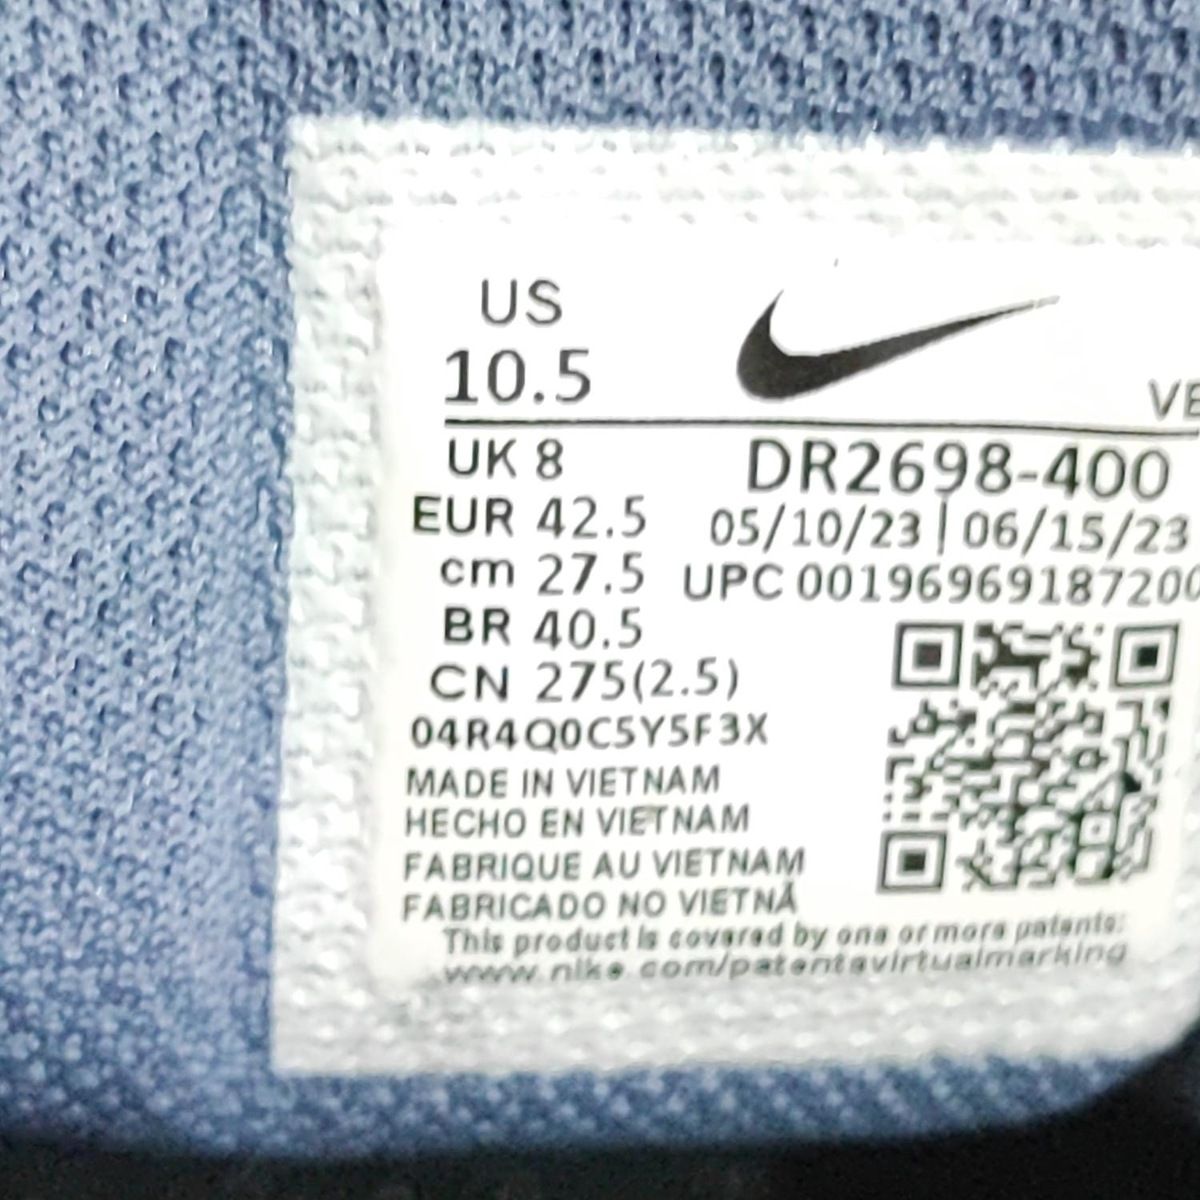 US
10.5
VE
UK 8
DR2698-400
EUR 42.5
05/10/23 | 06/15/23
cm 27.5
UPC 00196969187200
BR 40.5
CN 275(2.5)
04R4Q0C5Y5F3X
MADE IN VIETNAM
HECHO EN VIETNAM
FABRIQUE AU VIETNAM
FABRICADO NO VIETNÃ
This product is covered by one or more patents:
www.nike.com/patentsvirtualmarking